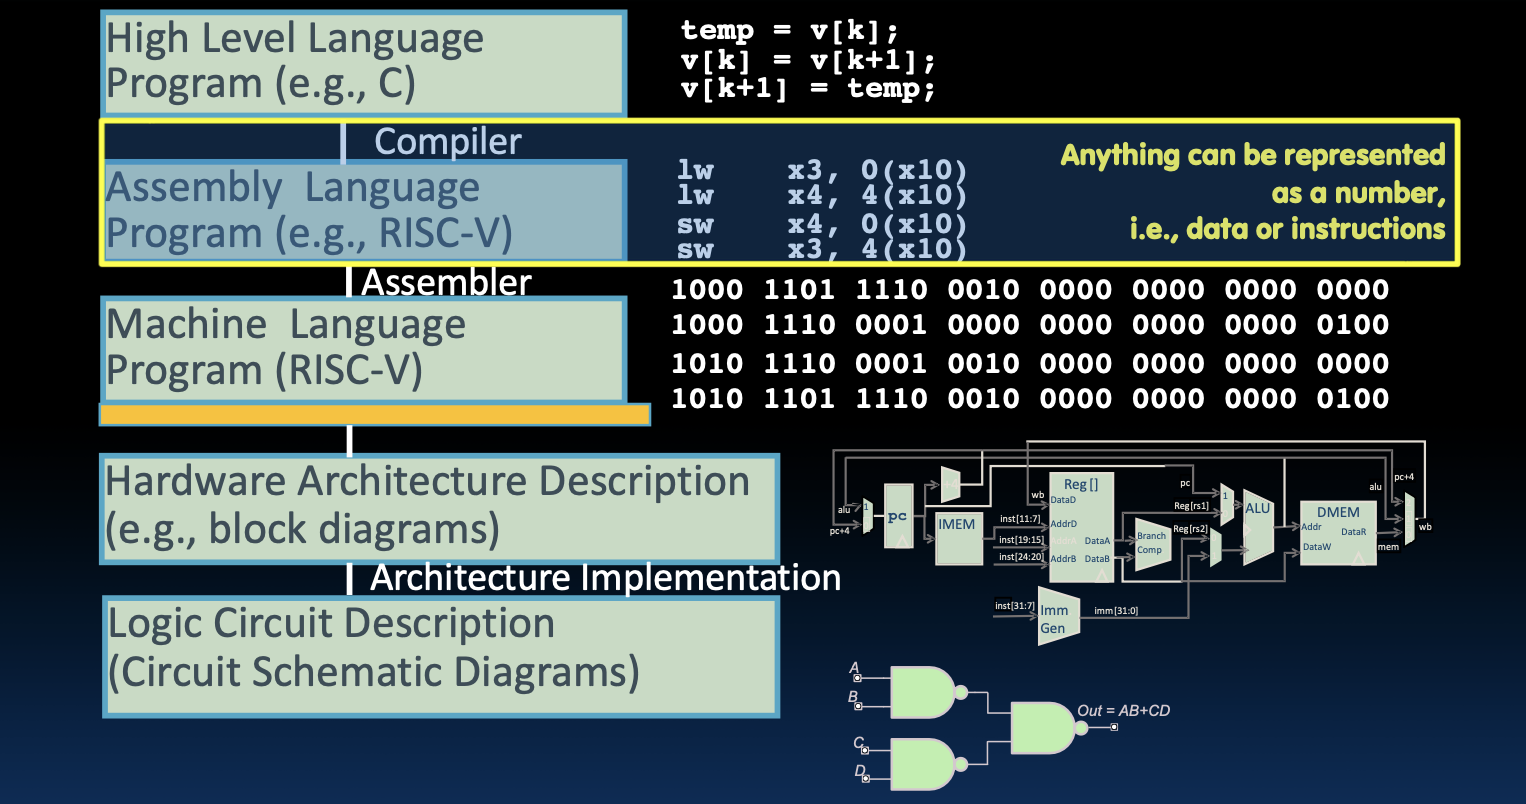 High Level Language
Program (e.g., C)
temp = v[k];
v[k] = v[k+1];
v[k+1] = temp;
Compiler
Assembly Language
Program (e.g., RISC-V)
lw x3, 0(x10)
lw x4, 4(x10)
sw x4, 0(x10)
sw x3, 4(x10)
Anything can be represented
as a number,
i.e., data or instructions
Assembler
Machine Language
Program (RISC-V)
1000 1101 1110 0010 0000 0000 0000 0000
1000 1110 0001 0000 0000 0000 0000 0100
1010 1110 0001 0010 0000 0000 0000 0000
1010 1101 1110 0010 0000 0000 0000 0100
Hardware Architecture Description
(e.g., block diagrams)
alu
pc+4
1
pc
IMEM
inst[11:7]
inst[19:15]
inst[24:20]
wb
Reg []
DataD
AddrD
AddrA
AddrB
DataA
DataB
Branch
Comp
pc
Reg[rs1]
Reg[rs2]
1
ALU
DMEM
Addr
DataR
DataW
alu
pc+4
mem
wb
inst[31:7]
Imm
Gen
imm[31:0]
Architecture Implementation
Logic Circuit Description
(Circuit Schematic Diagrams)
A
B
C
D
Out = AB+CD